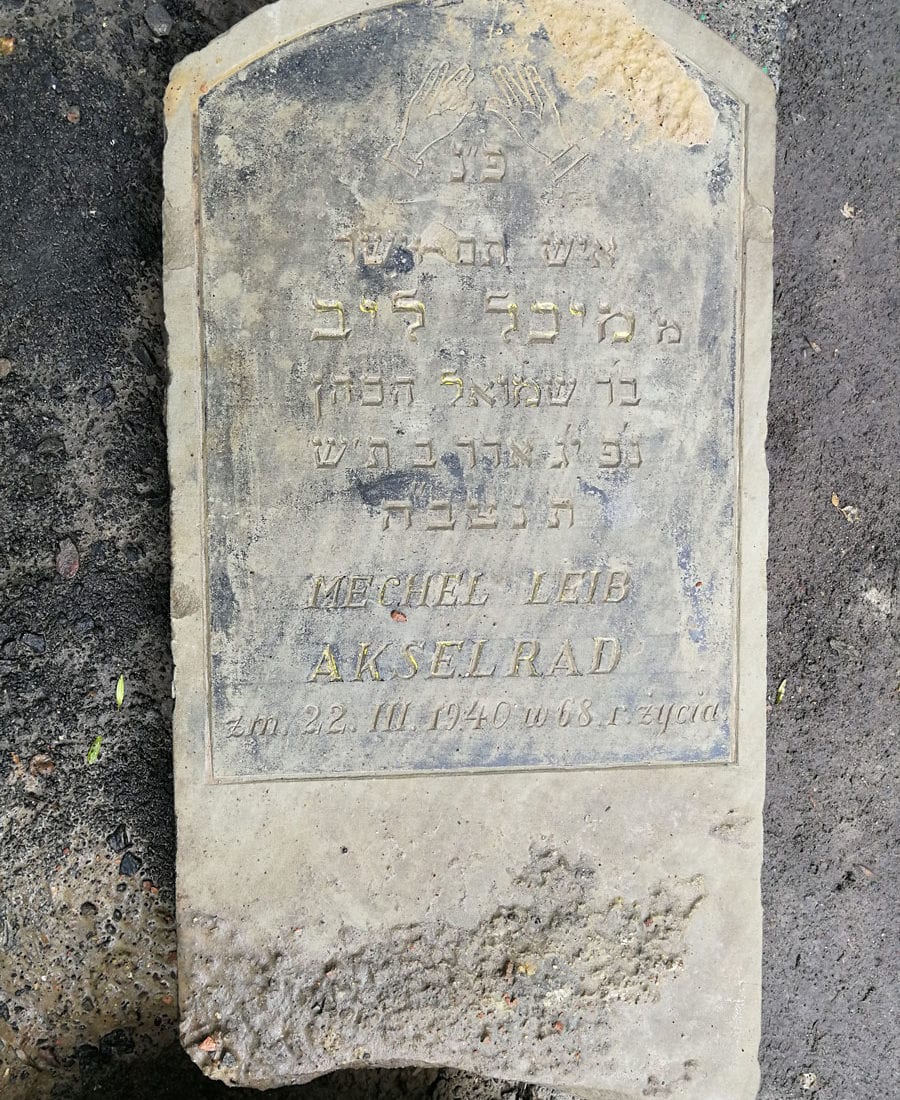 פ"נ
איש תם וישר
מ' מיכל ליב
בר שמואל הכהן
נפ' י"ג אדר ב ת"ש
ת נ צ ב ה
MECHEL LEIB
AKSELRAD
zm. 22. III. 1940 w 68 r. życia.